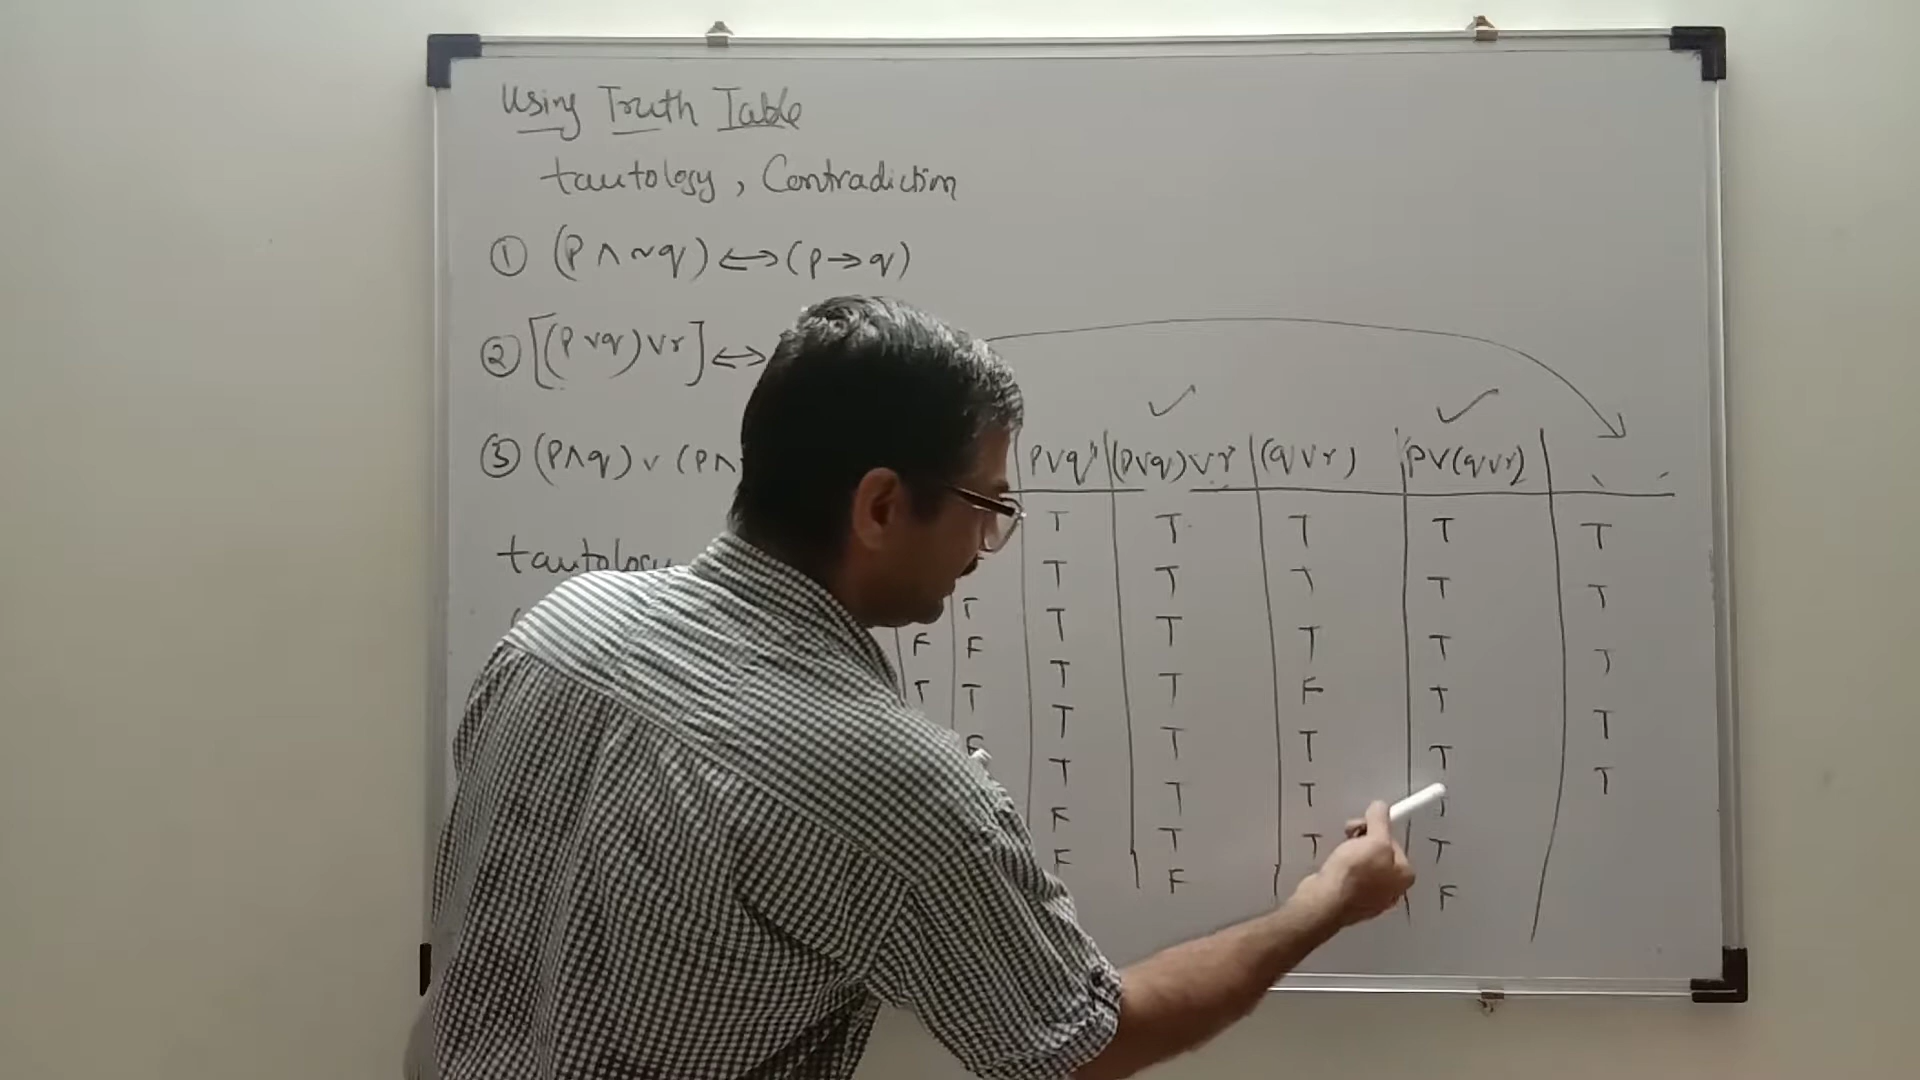 Using Truth Table
tautology, Contradiction
① (P ∧ ~q) ↔ (p → q)
② [(P ∨ q) ∨ r] ↔
③ (P ∧ q) ∨ (P ∧
tautology
P∨q (P∨q)∨r (q∨r) P∨(q∨r)
T T T T T
T T T T T
T T T T T T
F F T T F T T
T T T T T T T
F T T T T
F T T T
F F F